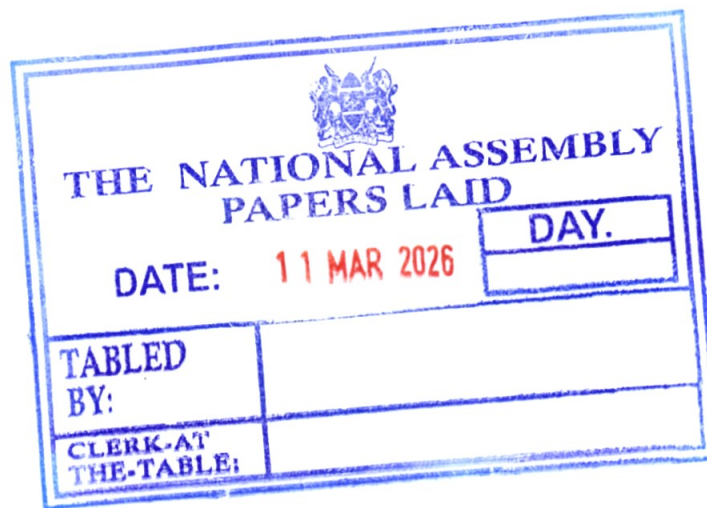 THE NATIONAL ASSEMBLY
PAPERS LAID
DAY.
DATE: 11 MAR 2026
TABLED
BY:
CLERK-AT
THE-TABLE: